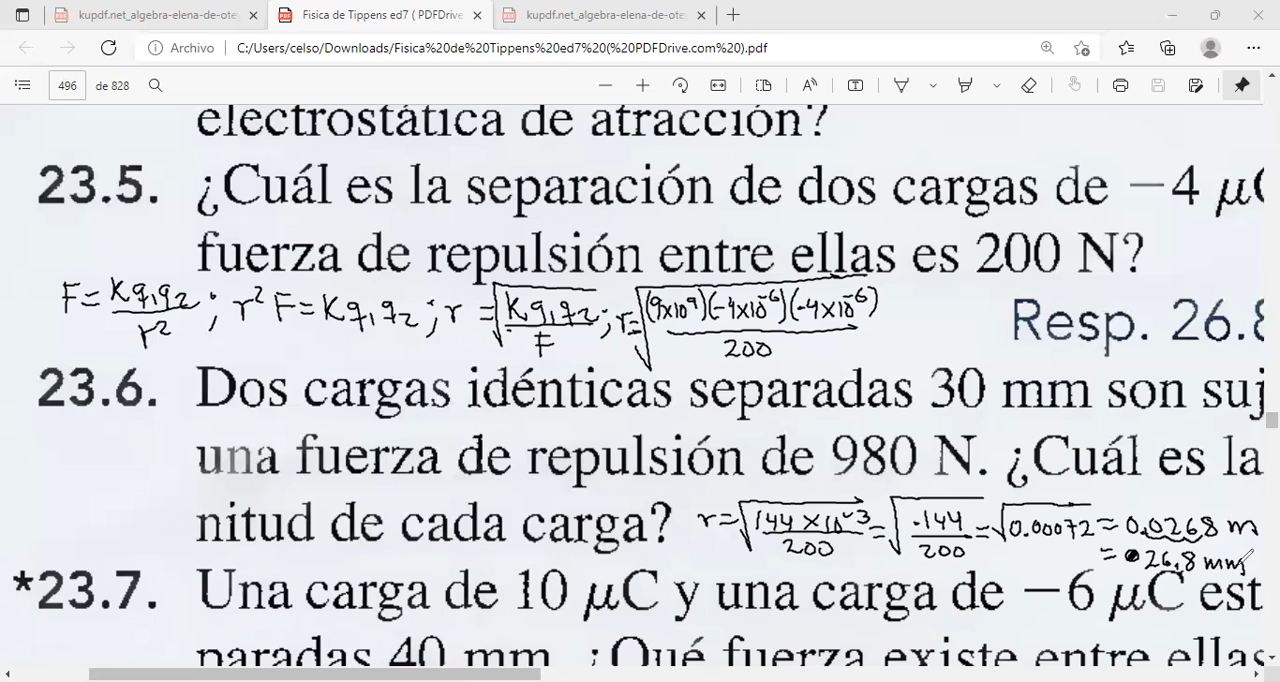 kupdf.net_algebra-elena-de-ote
Fisica de Tippens ed7 ( PDFDrive
kupdf.net_algebra-elena-de-ote
Archivo
C:/Users/celso/Downloads/Fisica%20de%20Tippens%20ed7%20(%20PDFDrive.com%20).pdf
496 de 828
electrostática de atracción?
23.5. ¿Cuál es la separación de dos cargas de −4 μC
fuerza de repulsión entre ellas es 200 N?
F = Kq₁q₂/r² ; r² F = Kq₁q₂ ; r = √(Kq₁q₂/F) ; r = √((9x10⁹)(-4x10⁻⁶)(-4x10⁻⁶)/200)
Resp. 26.8
23.6. Dos cargas idénticas separadas 30 mm son suj
una fuerza de repulsión de 980 N. ¿Cuál es la
nitud de cada carga?
r = √(144 x 10⁻³/200) = √(.144/200) = √0.00072 = 0.0268 m
= 26.8 mm
*23.7. Una carga de 10 μC y una carga de −6 μC est
paradas 40 mm. ¿Qué fuerza existe entre ellas